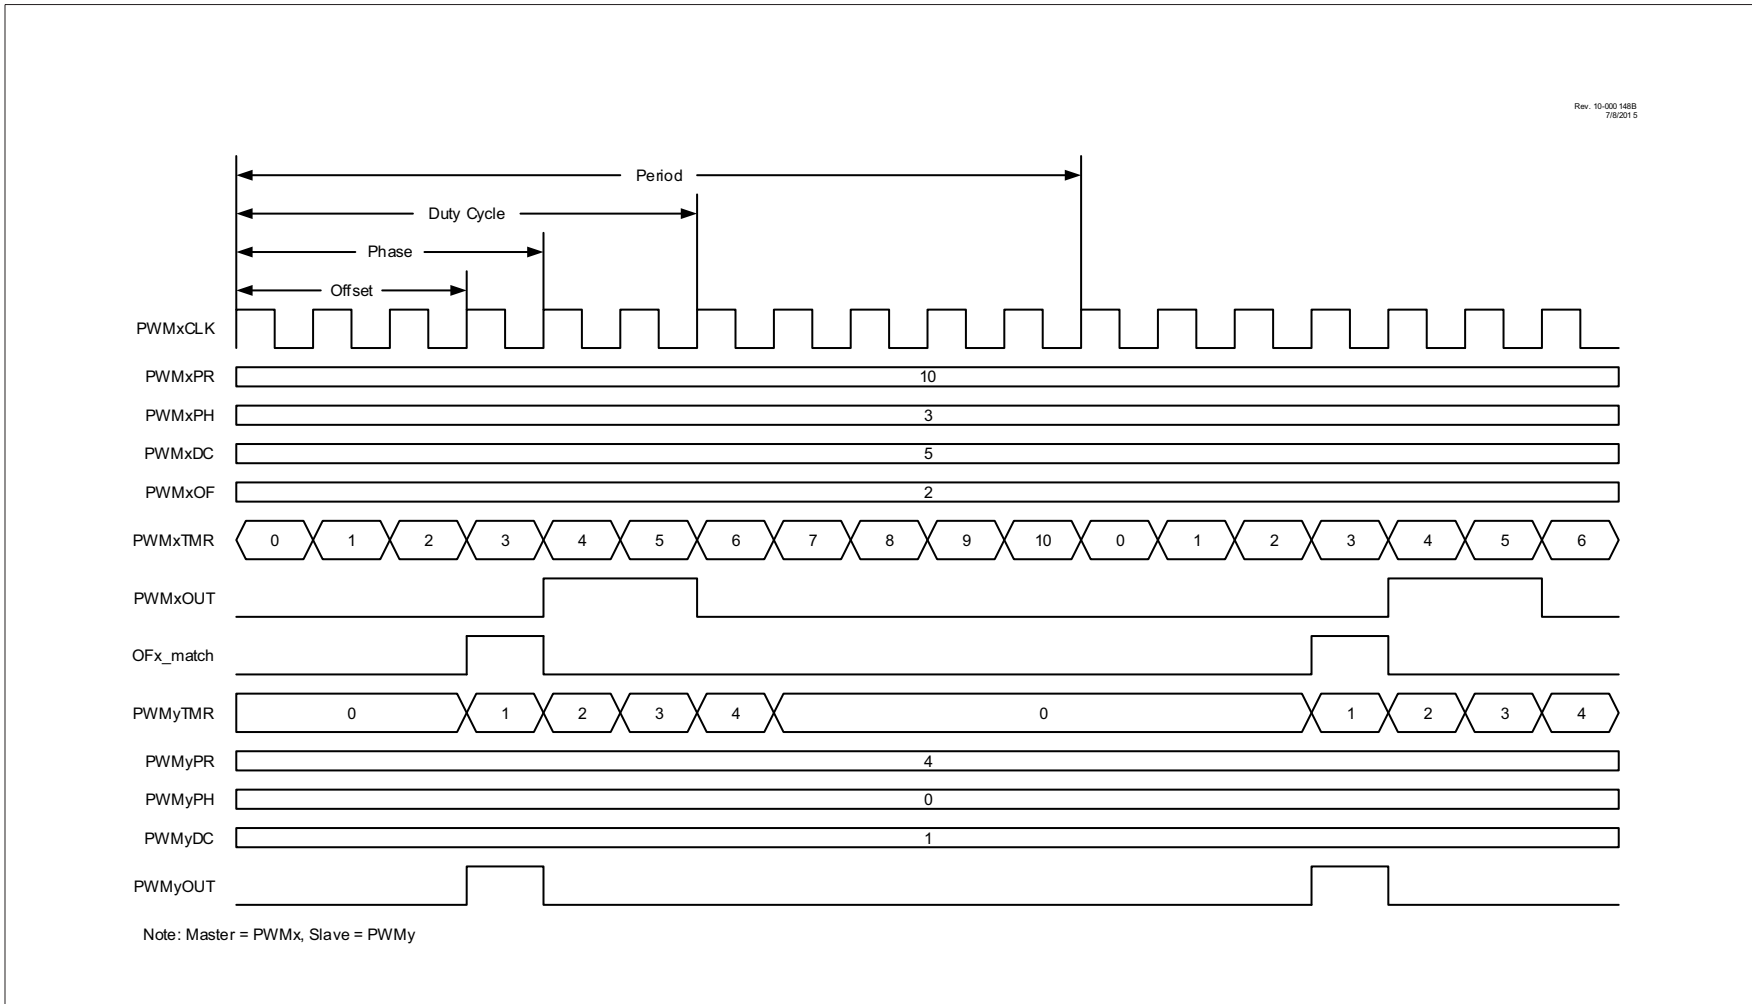 Rev. 10-000 148B
7/8/201 5
Period
Duty Cycle
Phase
Offset
PWMxCLK
PWMxPR 10
PWMxPH 3
PWMxDC 5
PWMxOF 2
PWMxTMR 0 1 2 3 4 5 6 7 8 9 10 0 1 2 3 4 5 6
PWMxOUT
OFx_match
PWMyTMR 0 1 2 3 4 0 1 2 3 4
PWMyPR 4
PWMyPH 0
PWMyDC 1
PWMyOUT
Note: Master = PWMx, Slave = PWMy